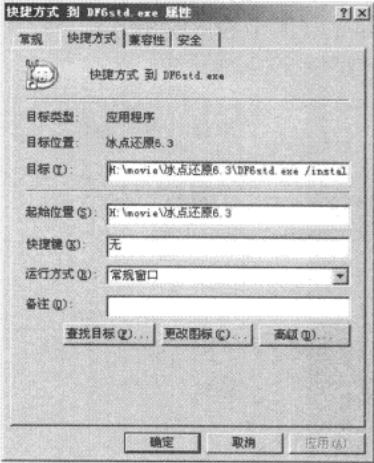 快捷方式 到 DF6std.exe 属性
常规 快捷方式 兼容性 安全
快捷方式 到 DF6std.exe
目标类型: 应用程序
目标位置: 冰点还原6.3
目标(T): H:\movie\冰点还原6.3\DF6std.exe /instal
起始位置(S): H:\movie\冰点还原6.3
快捷键(K): 无
运行方式(R): 常规窗口
备注(O):
查找目标(F)... 更改图标(C)... 高级(D)...
确定 取消 应用(A)